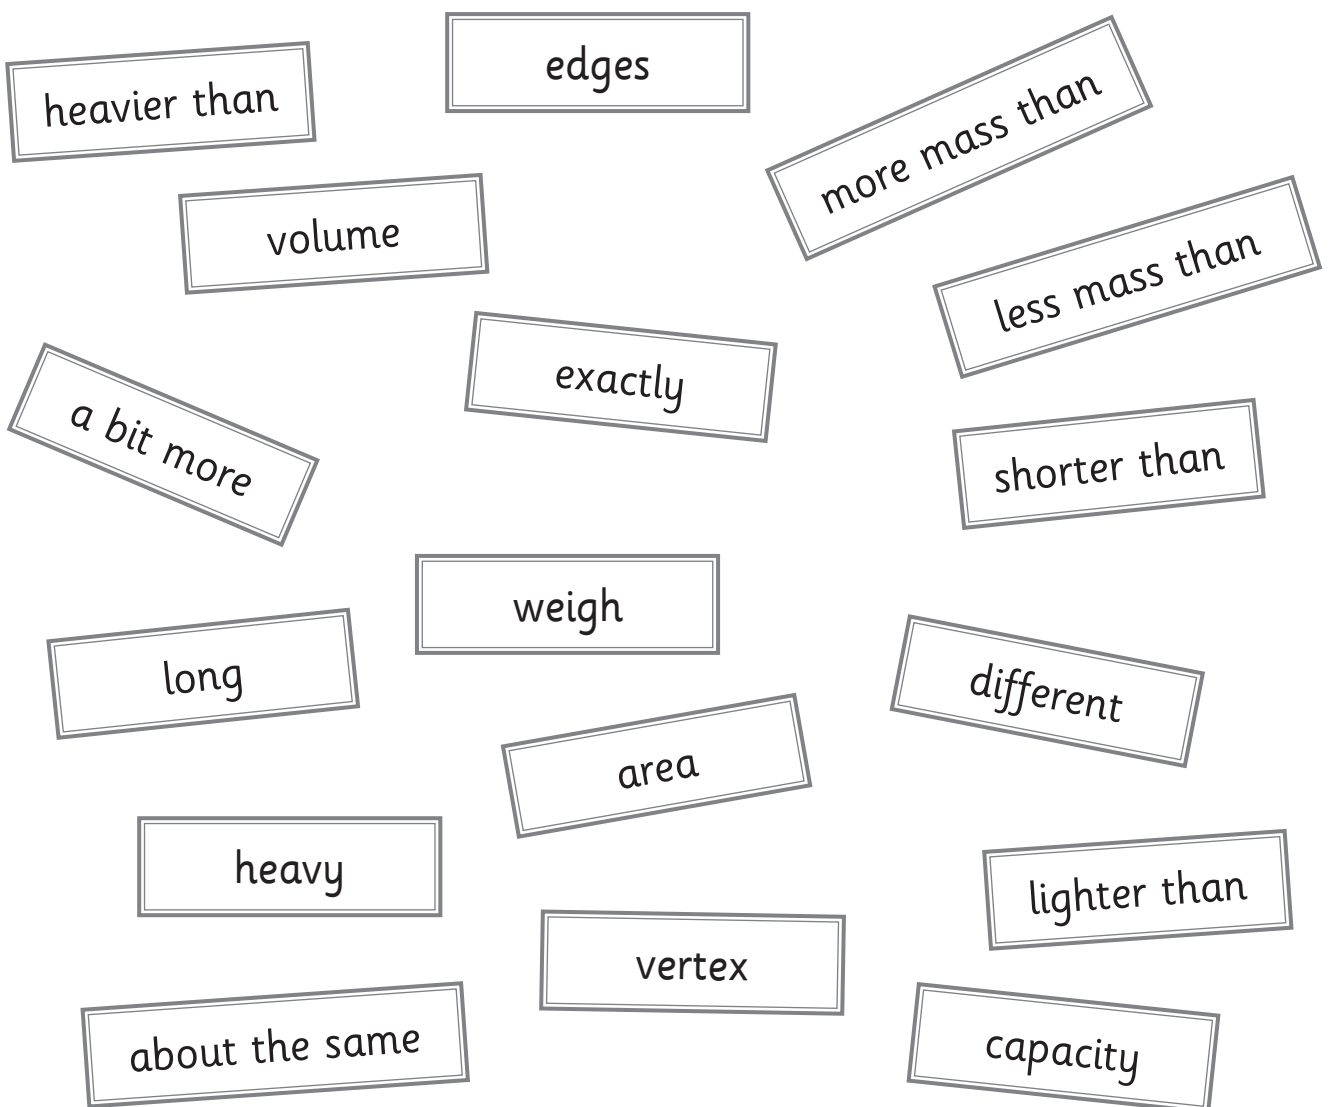 edges
heavier than
more mass than
volume
less mass than
exactly
a bit more
shorter than
weigh
long
different
area
heavy
lighter than
vertex
about the same
capacity